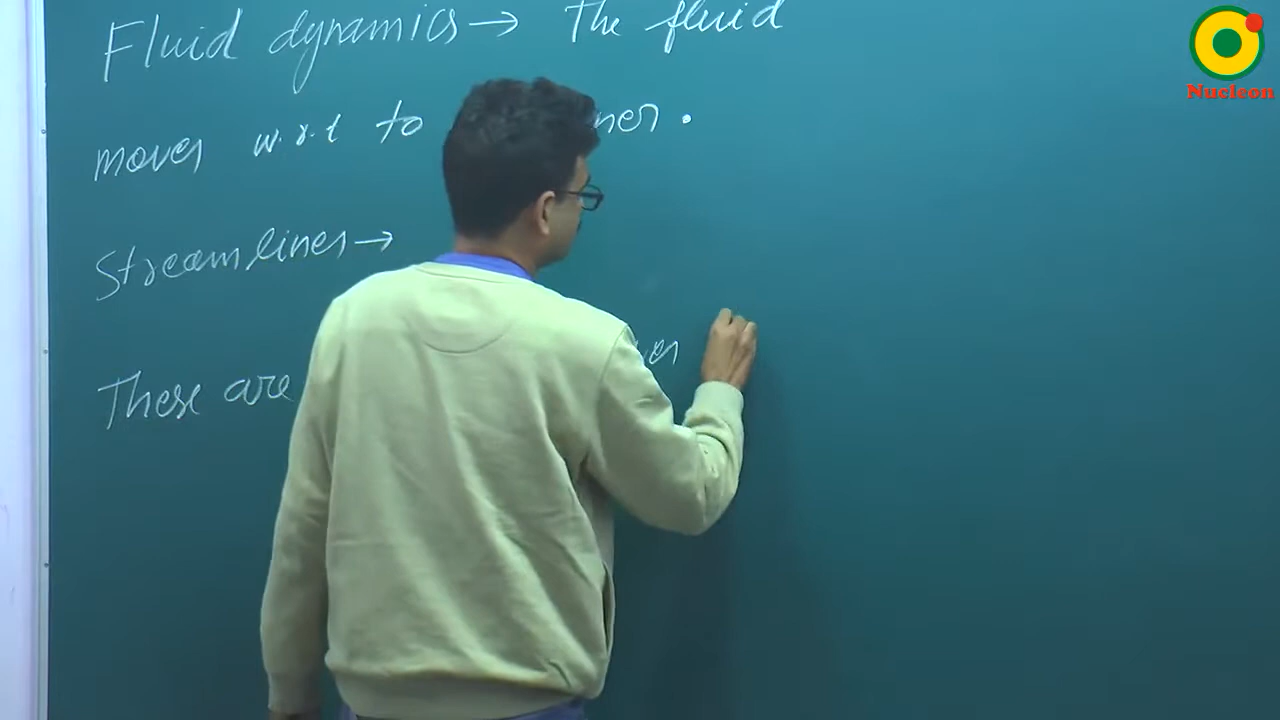 Fluid dynamics → The fluid
moves w.r.t to
Streamlines →
These are
Nucleon